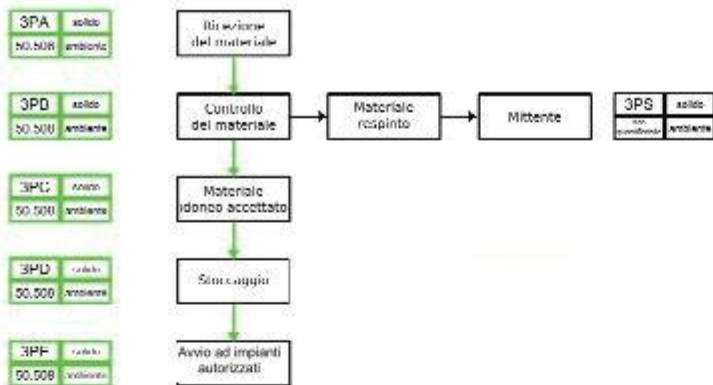 3PA solido
50.508 ambiente
Ricezione
del materiale
3PB solido
50.508 ambiente
Controllo
del materiale
Materiale
respinto
Mittente
3PS solido
non
quantificabile ambiente
3PC solido
50.508 ambiente
Materiale
idoneo accettato
3PD solido
50.508 ambiente
Stoccaggio
3PE solido
50.508 ambiente
Avvio ad impianti
autorizzati